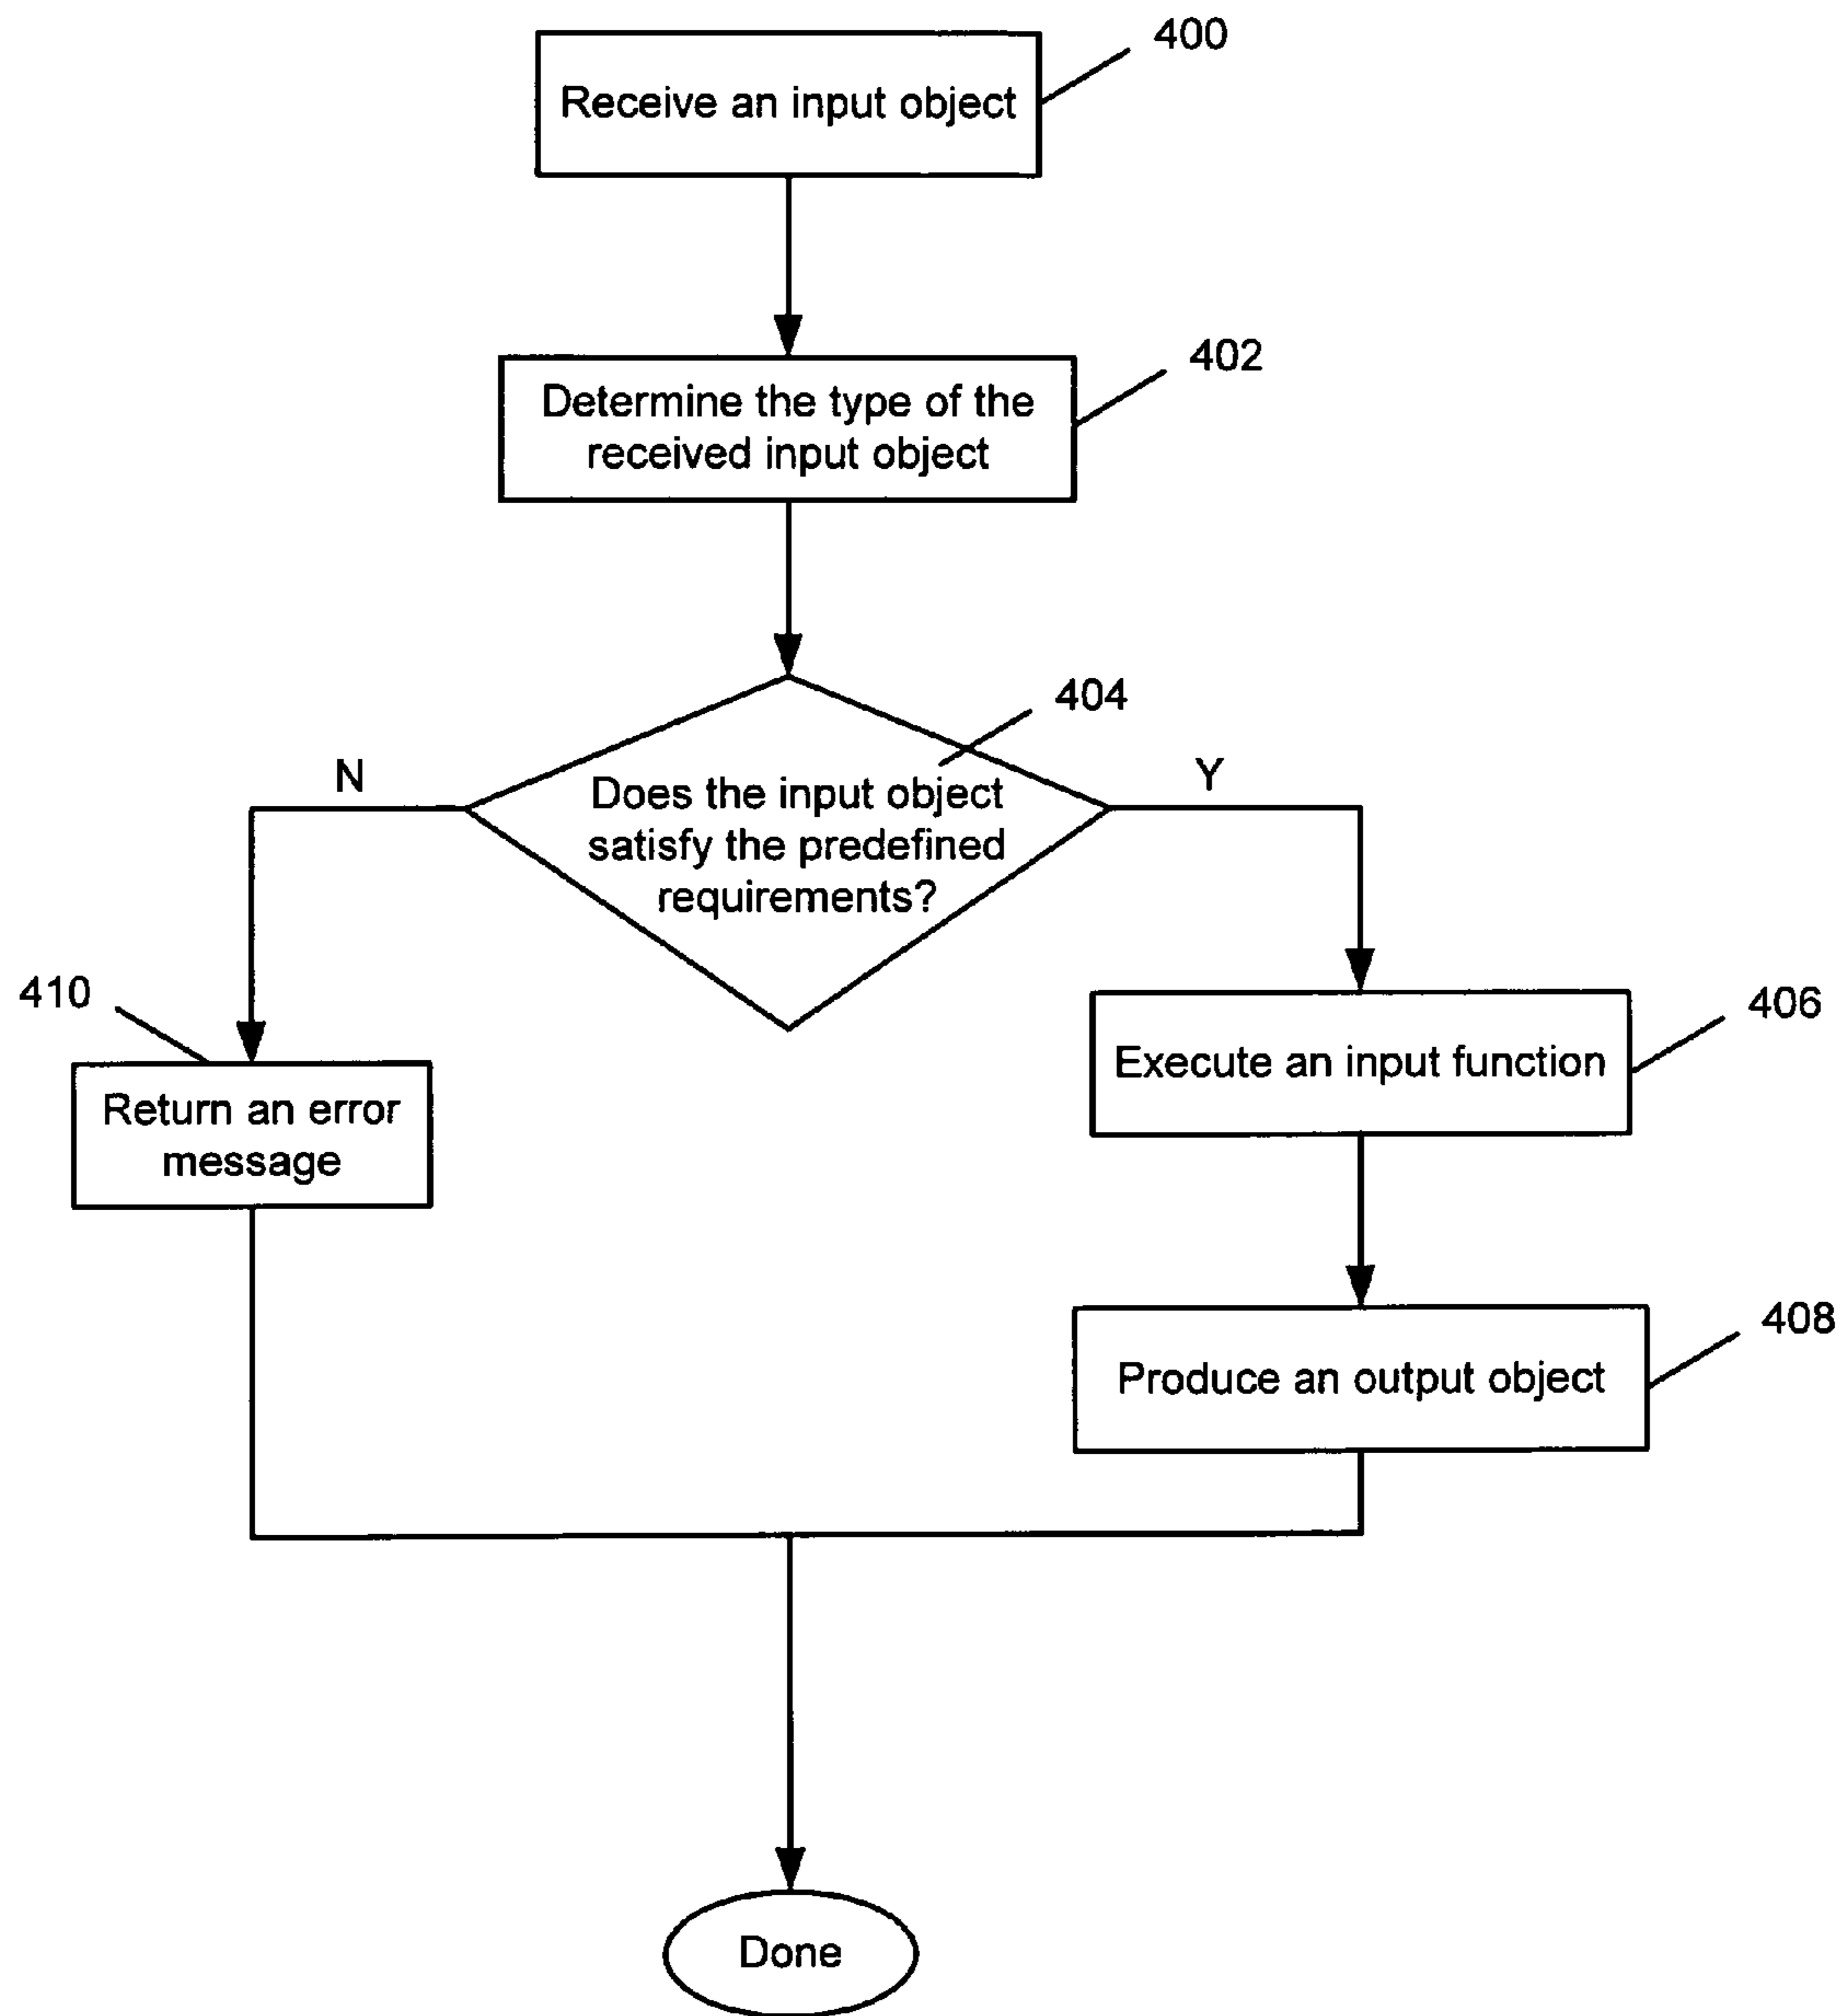 400
Receive an input object
402
Determine the type of the
received input object
404
N
Y
Does the input object
satisfy the predefined
requirements?
410
406
Return an error
message
Execute an input function
408
Produce an output object
Done